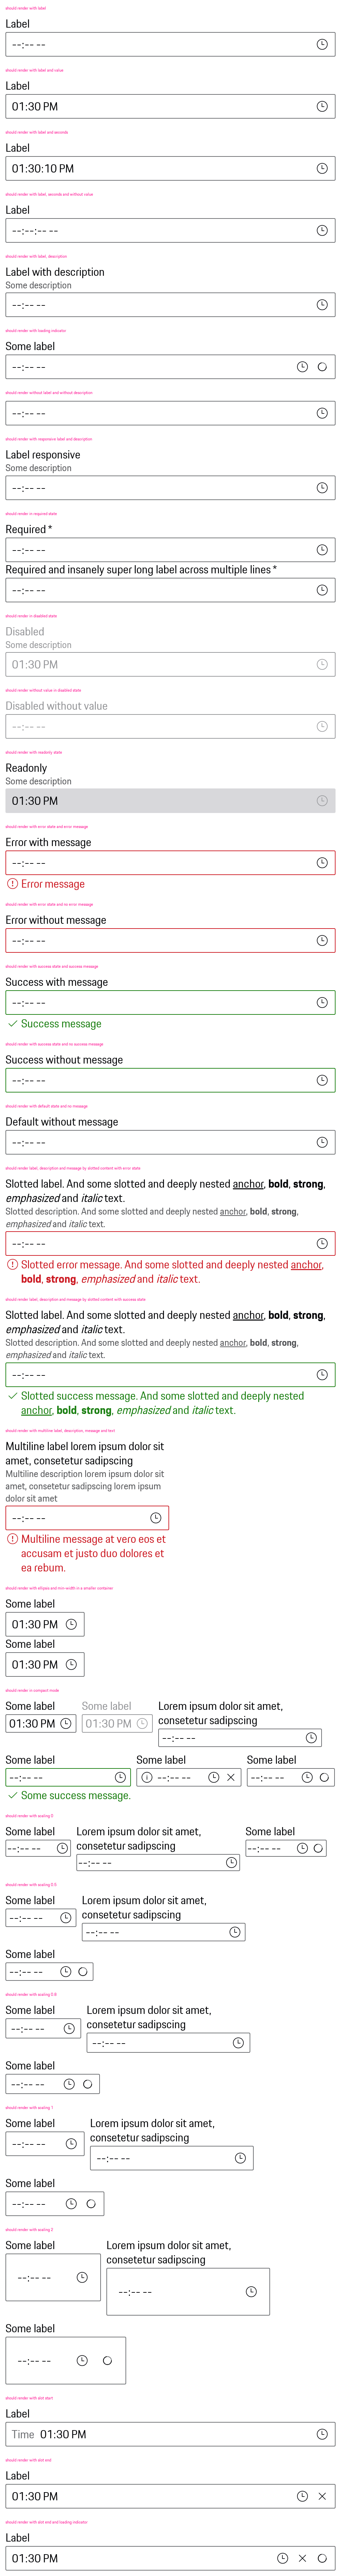 should render with label
Label
--:-- --
should render with label and value
Label
01:30 PM
should render with label and seconds
Label
01:30:10 PM
should render with label, seconds and without value
Label
--:--:-- --
should render with label, description
Label with description
Some description
--:-- --
should render with loading indicator
Some label
--:-- --
should render without label and without description
--:-- --
should render with responsive label and description
Label responsive
Some description
--:-- --
should render in required state
Required *
--:-- --
Required and insanely super long label across multiple lines *
--:-- --
should render in disabled state
Disabled
Some description
01:30 PM
should render without value in disabled state
Disabled without value
--:-- --
should render with readonly state
Readonly
Some description
01:30 PM
should render with error state and error message
Error with message
--:-- --
Error message
should render with error state and no error message
Error without message
--:-- --
should render with success state and success message
Success with message
--:-- --
Success message
should render with success state and no success message
Success without message
--:-- --
should render with default state and no message
Default without message
--:-- --
should render label, description and message by slotted content with error state
Slotted label. And some slotted and deeply nested anchor, bold, strong,
emphasized and italic text.
Slotted description. And some slotted and deeply nested anchor, bold, strong,
emphasized and italic text.
--:-- --
Slotted error message. And some slotted and deeply nested anchor,
bold, strong, emphasized and italic text.
should render label, description and message by slotted content with success state
Slotted label. And some slotted and deeply nested anchor, bold, strong,
emphasized and italic text.
Slotted description. And some slotted and deeply nested anchor, bold, strong,
emphasized and italic text.
--:-- --
Slotted success message. And some slotted and deeply nested
anchor, bold, strong, emphasized and italic text.
should render with multiline label, description, message and text
Multiline label lorem ipsum dolor sit
amet, consetetur sadipscing
Multiline description lorem ipsum dolor sit
amet, consetetur sadipscing lorem ipsum
dolor sit amet
--:-- --
Multiline message at vero eos et
accusam et justo duo dolores et
ea rebum.
should render with ellipsis and min width in a smaller container
Some label
01:30 PM
Some label
01:30 PM
should render in compact mode
Some label Some label Lorem ipsum dolor sit amet,
consetetur sadipscing
01:30 PM 01:30 PM --:-- --
Some label Some label Some label
--:-- -- --:-- -- --:-- --
Some success message.
should render with scaling 0
Some label Lorem ipsum dolor sit amet, Some label
consetetur sadipscing
--:-- -- --:-- -- --:-- --
should render with scaling 0.5
Some label Lorem ipsum dolor sit amet,
consetetur sadipscing
--:-- -- --:-- --
Some label
--:-- --
should render with scaling 0.8
Some label Lorem ipsum dolor sit amet,
consetetur sadipscing
--:-- -- --:-- --
Some label
--:-- --
should render with scaling 1
Some label Lorem ipsum dolor sit amet,
consetetur sadipscing
--:-- -- --:-- --
Some label
--:-- --
should render with scaling 2
Some label Lorem ipsum dolor sit amet,
consetetur sadipscing
--:-- -- --:-- --
Some label
--:-- --
should render with slot start
Label
Time 01:30 PM
should render with slot end
Label
01:30 PM
should render with slot end and loading indicator
Label
01:30 PM